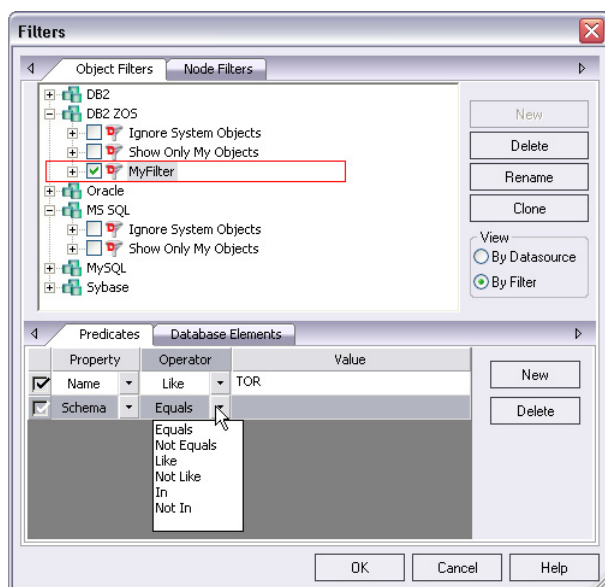 Filters
Object Filters Node Filters
DB2
DB2 ZOS
Ignore System Objects
Show Only My Objects
MyFilter
Oracle
MS SQL
Ignore System Objects
Show Only My Objects
MySQL
Sybase
New
Delete
Rename
Clone
View
By Datasource
By Filter
Predicates Database Elements
Property Operator Value
Name Like TOR
Schema Equals
Equals
Not Equals
Like
Not Like
In
Not In
New
Delete
OK Cancel Help